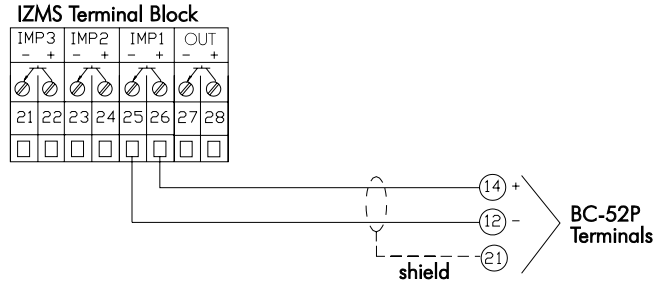 IZMS Terminal Block
IMP3 IMP2 IMP1 OUT
- + - + - + - +
21 22 23 24 25 26 27 28
14 +
12 -
21
shield
BC-52P
Terminals